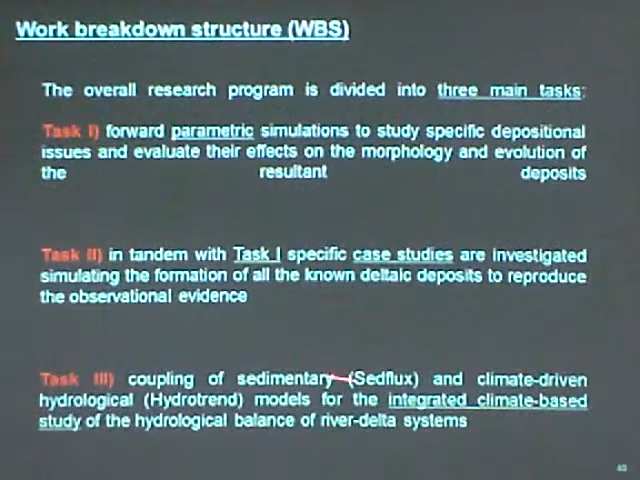 Work breakdown structure (WBS)
The overall research program is divided into three main tasks:
Task I) forward parametric simulations to study specific depositional
issues and evaluate their effects on the morphology and evolution of
the resultant deposits
Task II) in tandem with Task I specific case studies are investigated
simulating the formation of all the known deltaic deposits to reproduce
the observational evidence
Task III) coupling of sedimentary (Sedflux) and climate-driven
hydrological (Hydrotrend) models for the integrated climate-based
study of the hydrological balance of river-delta systems